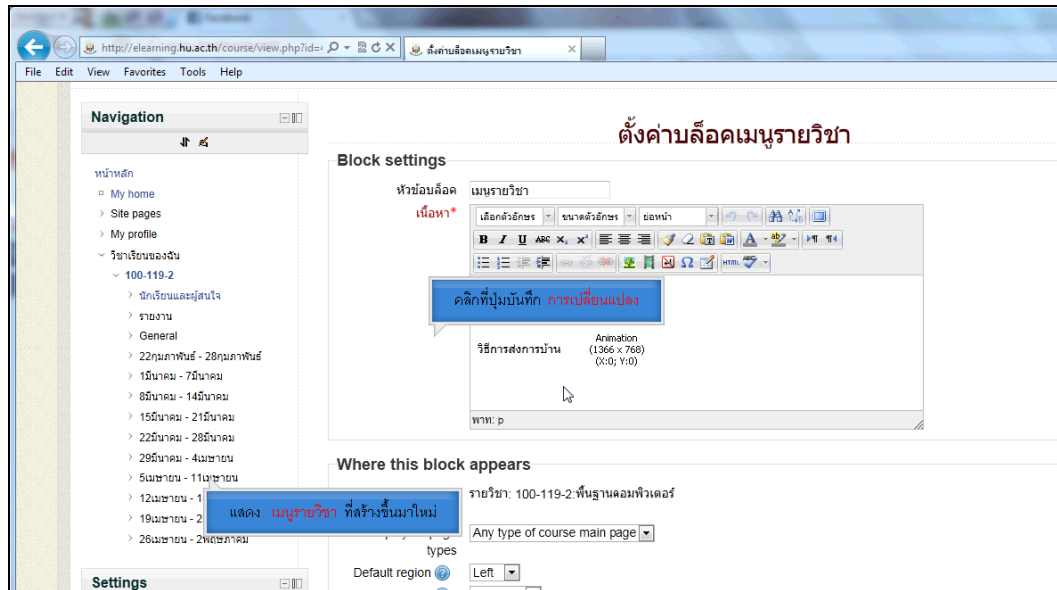 http://elearning.hu.ac.th/course/view.php?id=
ตั้งค่าบล็อคเมนูรายวิชา
File Edit View Favorites Tools Help
Navigation
หน้าหลัก
My home
Site pages
My profile
วิชาเรียนของฉัน
100-119-2
นักเรียนและผู้สนใจ
รายงาน
General
22กุมภาพันธ์ - 28กุมภาพันธ์
1มีนาคม - 7มีนาคม
8มีนาคม - 14มีนาคม
15มีนาคม - 21มีนาคม
22มีนาคม - 28มีนาคม
29มีนาคม - 4เมษายน
5เมษายน - 11เมษายน
12เมษายน - 1
19เมษายน - 2
26เมษายน - 2พฤษภาคม
Settings
ตั้งค่าบล็อคเมนูรายวิชา
Block settings
หัวข้อบล็อค เมนูรายวิชา
เนื้อหา*
เลือกตัวอักษร ขนาดตัวอักษร ย่อหน้า
B I U ABC X₂ X²
HTML
คลิกที่ปุ่มบันทึก การเปลี่ยนแปลง
วิธีการส่งการบ้าน
Animation
(1366 x 768)
(X:0; Y:0)
พาท: p
Where this block appears
รายวิชา: 100-119-2:พื้นฐานคอมพิวเตอร์
แสดง เมนูรายวิชา ที่สร้างขึ้นมาใหม่
types Any type of course main page
Default region Left